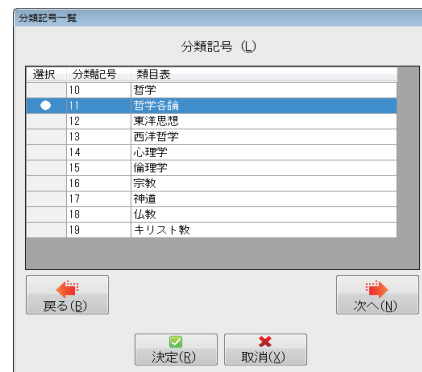 分類記号一覧
分類記号 (L)
選択 分類記号 類目表
10 哲学
11 哲学各論
12 東洋思想
13 西洋哲学
14 心理学
15 倫理学
16 宗教
17 神道
18 仏教
19 キリスト教
戻る(B) 次へ(N)
決定(R) 取消(X)